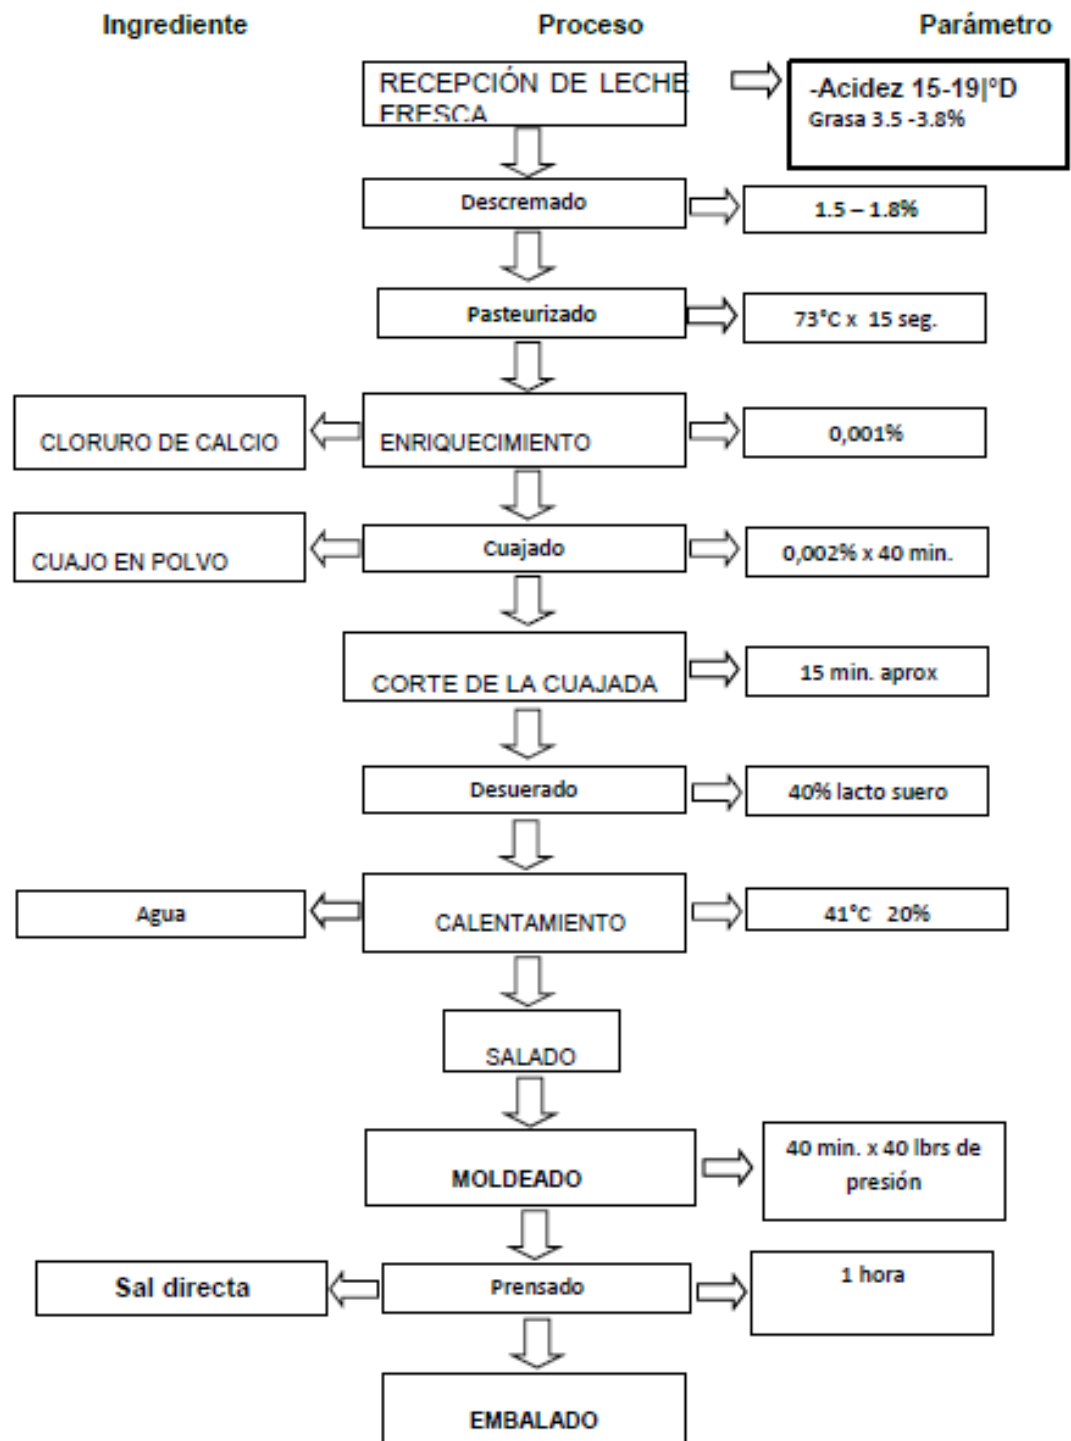 Ingrediente Proceso Parámetro
RECEPCIÓN DE LECHE
FRESCA
-Acidez 15-19|°D
Grasa 3.5 -3.8%
Descremado
1.5 – 1.8%
Pasteurizado
73°C x 15 seg.
CLORURO DE CALCIO
ENRIQUECIMIENTO
0,001%
CUAJO EN POLVO
Cuajado
0,002% x 40 min.
CORTE DE LA CUAJADA
15 min. aprox
Desuerado
40% lacto suero
Agua
CALENTAMIENTO
41°C 20%
SALADO
MOLDEADO
40 min. x 40 lbrs de
presión
Sal directa
Prensado
1 hora
EMBALADO